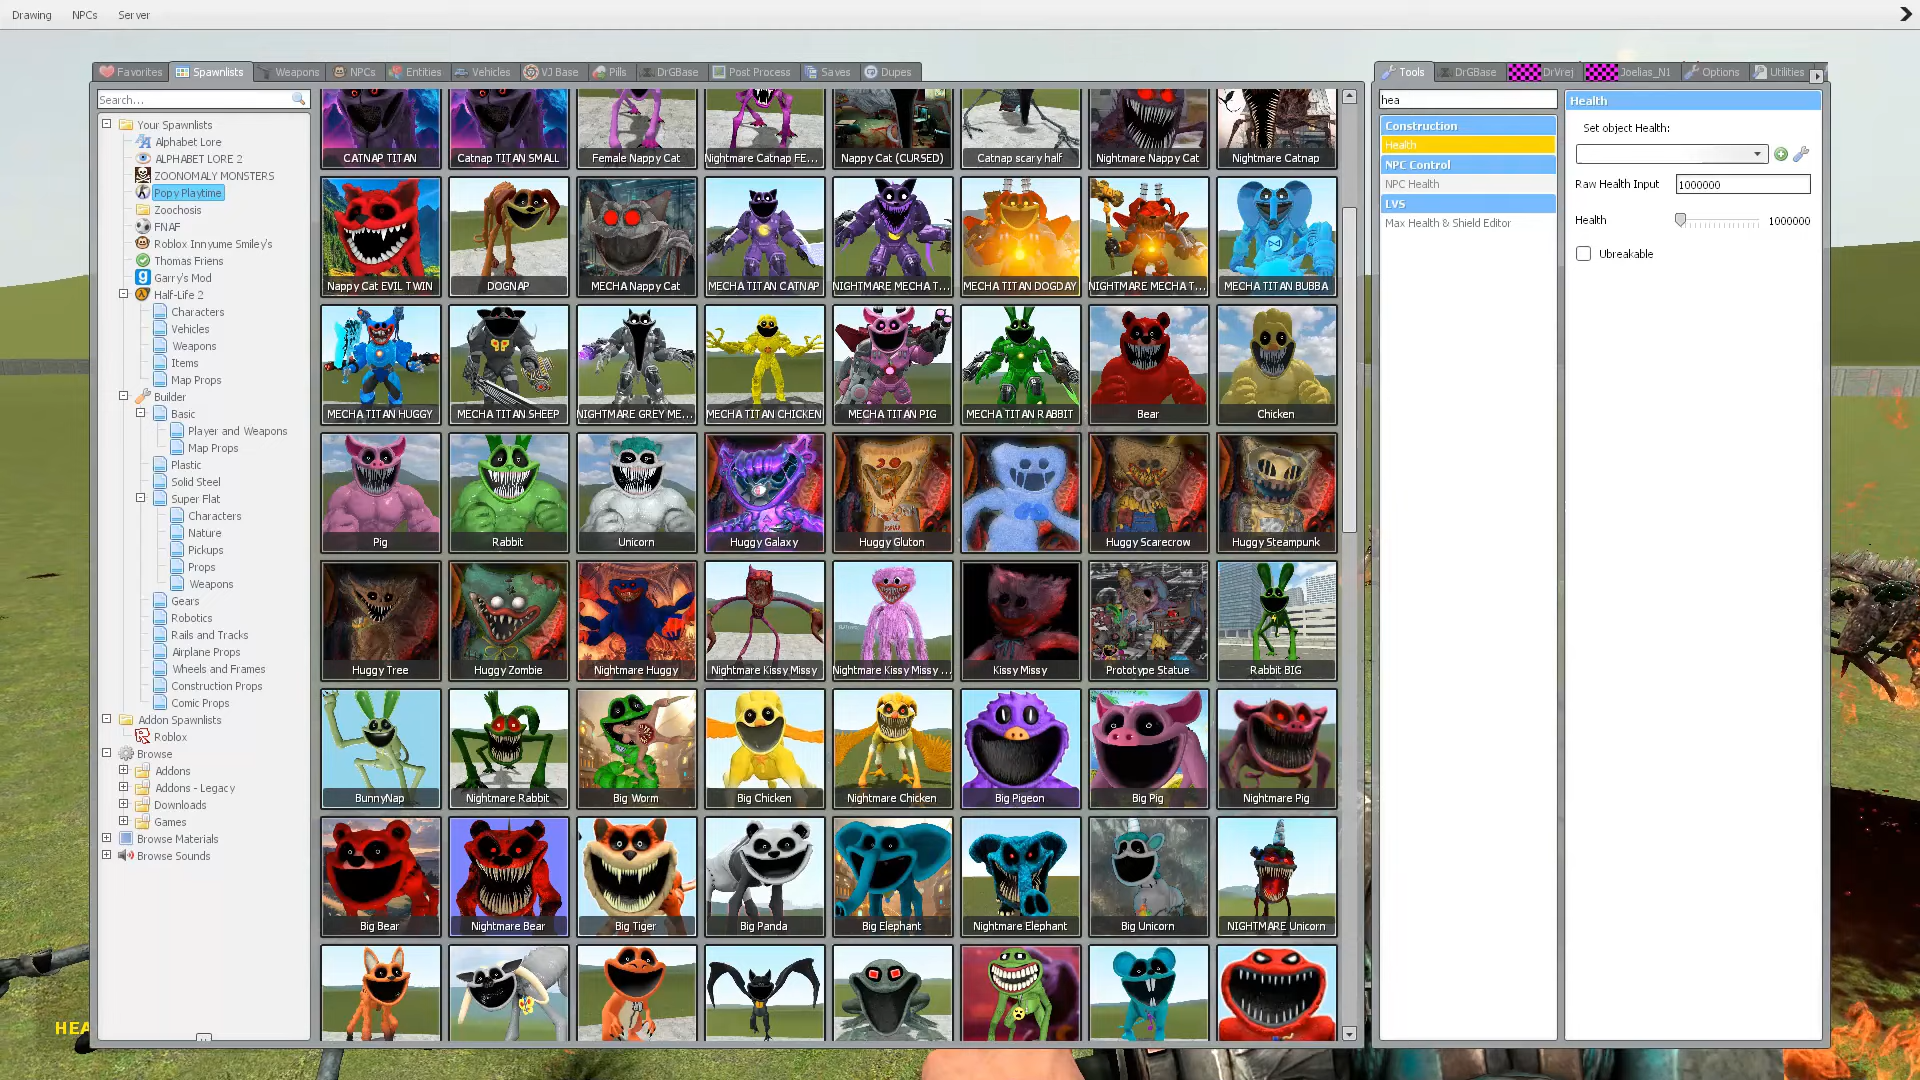 Drawing NPCs Server
Favorites Spawnlists Weapons NPCs Entities Vehicles VJ Base Pills DrGBase Post Process Saves Dupes
Search...
Your Spawnlists
Alphabet Lore
ALPHABET LORE 2
ZOONOMALY MONSTERS
Popy Playtime
Zoochosis
FNAF
Roblox Innyume Smiley's
Thomas Friens
Garry's Mod
Half-Life 2
Characters
Vehicles
Weapons
Items
Map Props
Builder
Basic
Player and Weapons
Map Props
Plastic
Solid Steel
Super Flat
Characters
Nature
Pickups
Props
Weapons
Gears
Robotics
Rails and Tracks
Airplane Props
Wheels and Frames
Construction Props
Comic Props
Addon Spawnlists
Roblox
Browse
Addons
Addons - Legacy
Downloads
Games
Browse Materials
Browse Sounds
CATNAP TITAN Catnap TITAN SMALL Female Nappy Cat Nightmare Catnap FE... Nappy Cat (CURSED) Catnap scary half Nightmare Nappy Cat Nightmare Catnap
Nappy Cat EVIL TWIN DOGNAP MECHA Nappy Cat MECHA TITAN CATNAP NIGHTMARE MECHA T... MECHA TITAN DOGDAY NIGHTMARE MECHA T... MECHA TITAN BUBBA
MECHA TITAN HUGGY MECHA TITAN SHEEP NIGHTMARE GREY ME... MECHA TITAN CHICKEN MECHA TITAN PIG MECHA TITAN RABBIT Bear Chicken
Pig Rabbit Unicorn Huggy Galaxy Huggy Gluton Huggy Scarecrow Huggy Steampunk
Huggy Tree Huggy Zombie Nightmare Huggy Nightmare Kissy Missy Nightmare Kissy Missy ... Kissy Missy Prototype Statue Rabbit BIG
BunnyNap Nightmare Rabbit Big Worm Big Chicken Nightmare Chicken Big Pigeon Big Pig Nightmare Pig
Big Bear Nightmare Bear Big Tiger Big Panda Big Elephant Nightmare Elephant Big Unicorn NIGHTMARE Unicorn
Tools DrGBase DrVrej Joelias_N1 Options Utilities
hea
Construction
Health
NPC Control
NPC Health
LVS
Max Health & Shield Editor
Health
Set object Health:
Raw Health Input 1000000
Health 1000000
Ubreakable
HEA